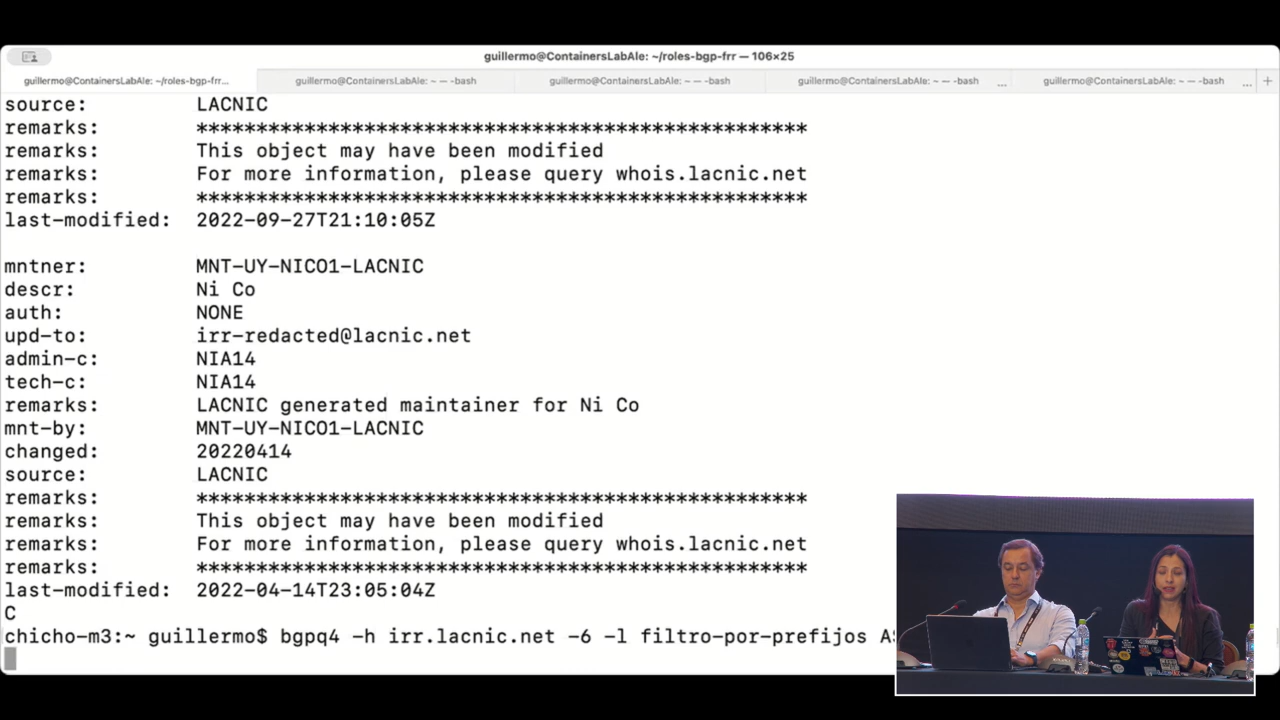 guillermo@ContainersLabAle: ~/roles-bgp-frr — 106×25
guillermo@ContainersLabAle: ~/roles-bgp-frr... guillermo@ContainersLabAle: ~ — -bash guillermo@ContainersLabAle: ~ — -bash guillermo@ContainersLabAle: ~ — -bash ... guillermo@ContainersLabAle: ~ — -bash ... +
source: LACNIC
remarks: ***************************************************
remarks: This object may have been modified
remarks: For more information, please query whois.lacnic.net
remarks: ***************************************************
last-modified: 2022-09-27T21:10:05Z
mntner: MNT-UY-NICO1-LACNIC
descr: Ni Co
auth: NONE
upd-to: irr-redacted@lacnic.net
admin-c: NIA14
tech-c: NIA14
remarks: LACNIC generated maintainer for Ni Co
mnt-by: MNT-UY-NICO1-LACNIC
changed: 20220414
source: LACNIC
remarks: ***************************************************
remarks: This object may have been modified
remarks: For more information, please query whois.lacnic.net
remarks: ***************************************************
last-modified: 2022-04-14T23:05:04Z
C
chicho-m3:~ guillermo$ bgpq4 -h irr.lacnic.net -6 -l filtro-por-prefijos